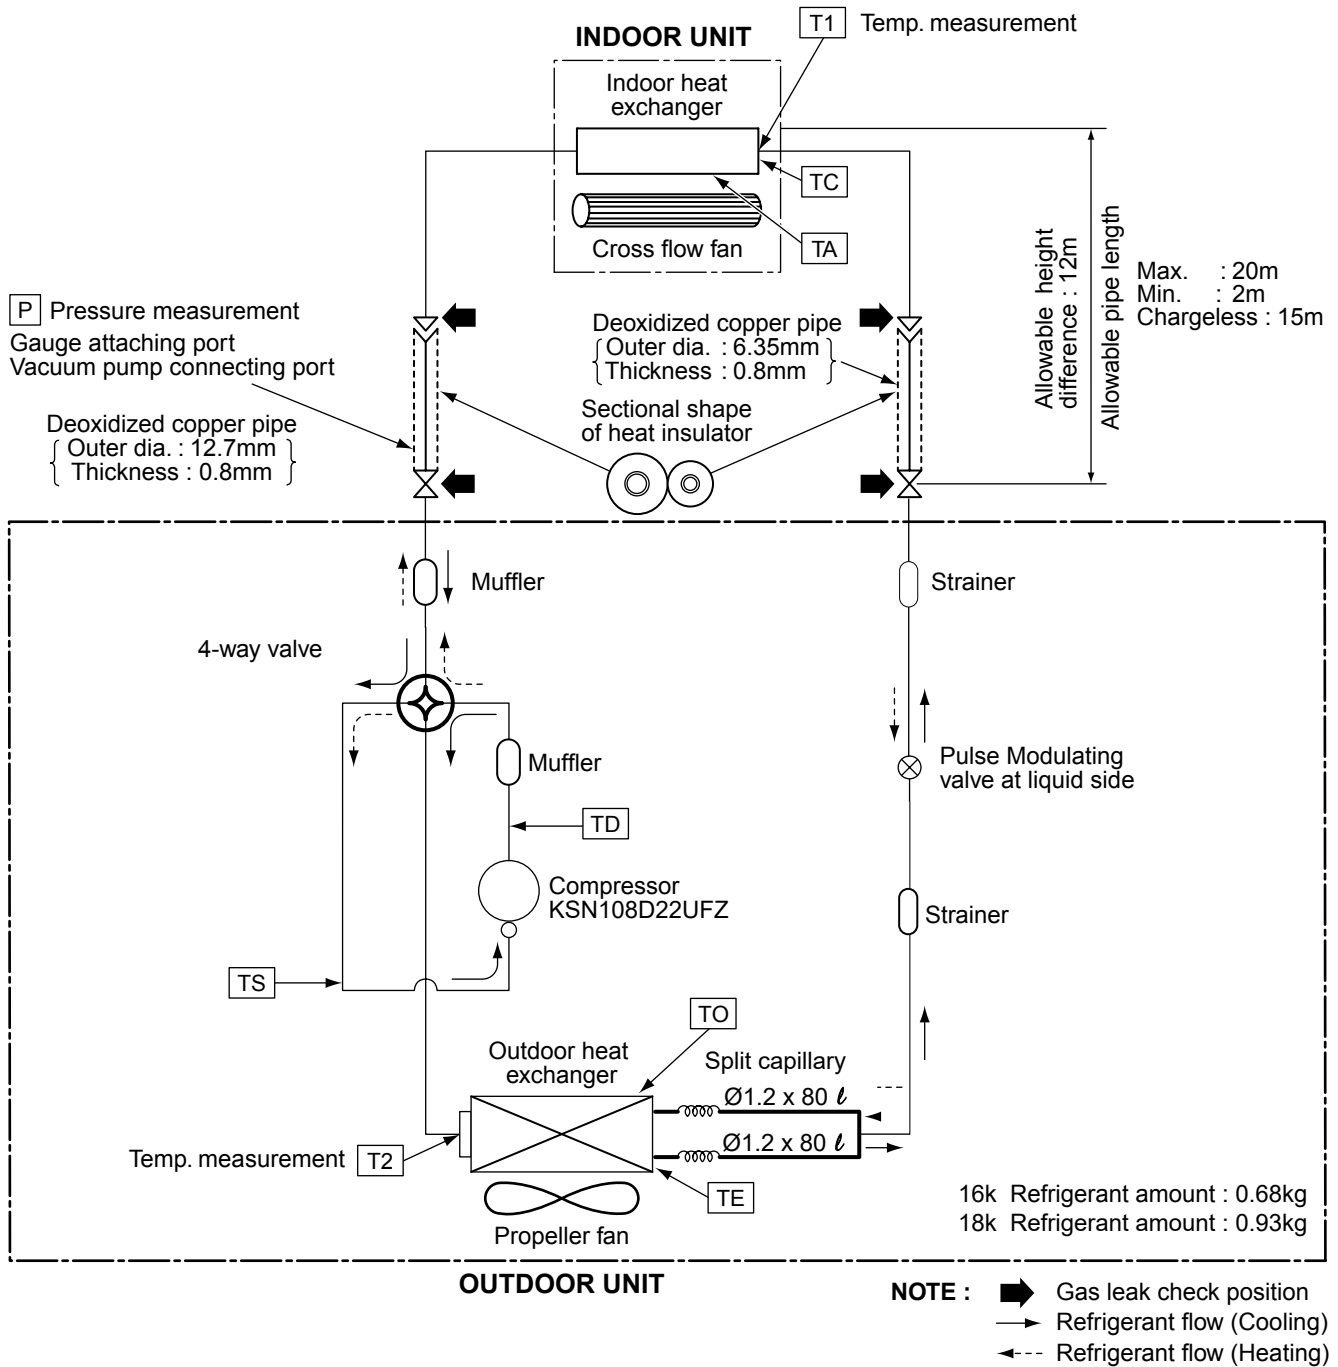 T1 Temp. measurement
INDOOR UNIT
Indoor heat
exchanger
TC
Cross flow fan
TA
Allowable height
difference : 12m
Allowable pipe length
Max. : 20m
Min. : 2m
Chargeless : 15m
P Pressure measurement
Gauge attaching port
Vacuum pump connecting port
Deoxidized copper pipe
Outer dia. : 12.7mm
Thickness : 0.8mm
Deoxidized copper pipe
Outer dia. : 6.35mm
Thickness : 0.8mm
Sectional shape
of heat insulator
Muffler
Strainer
4-way valve
Muffler
Pulse Modulating
valve at liquid side
TD
Compressor
KSN108D22UFZ
Strainer
TS
TO
Outdoor heat
exchanger
Split capillary
Ø1.2 x 80 ℓ
Ø1.2 x 80 ℓ
Temp. measurement T2
TE
Propeller fan
16k Refrigerant amount : 0.68kg
18k Refrigerant amount : 0.93kg
OUTDOOR UNIT
NOTE : Gas leak check position
Refrigerant flow (Cooling)
Refrigerant flow (Heating)